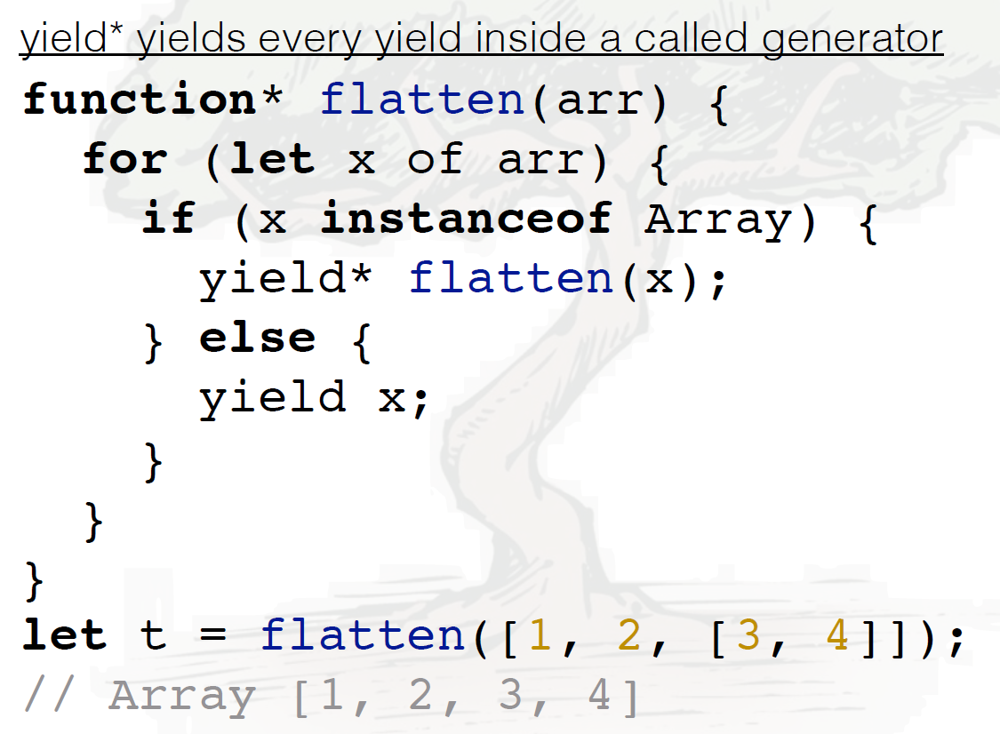 yield* yields every yield inside a called generator
function* flatten(arr) {
  for (let x of arr) {
    if (x instanceof Array) {
      yield* flatten(x);
    } else {
      yield x;
    }
  }
}
let t = flatten([1, 2, [3, 4]]);
// Array [1, 2, 3, 4]